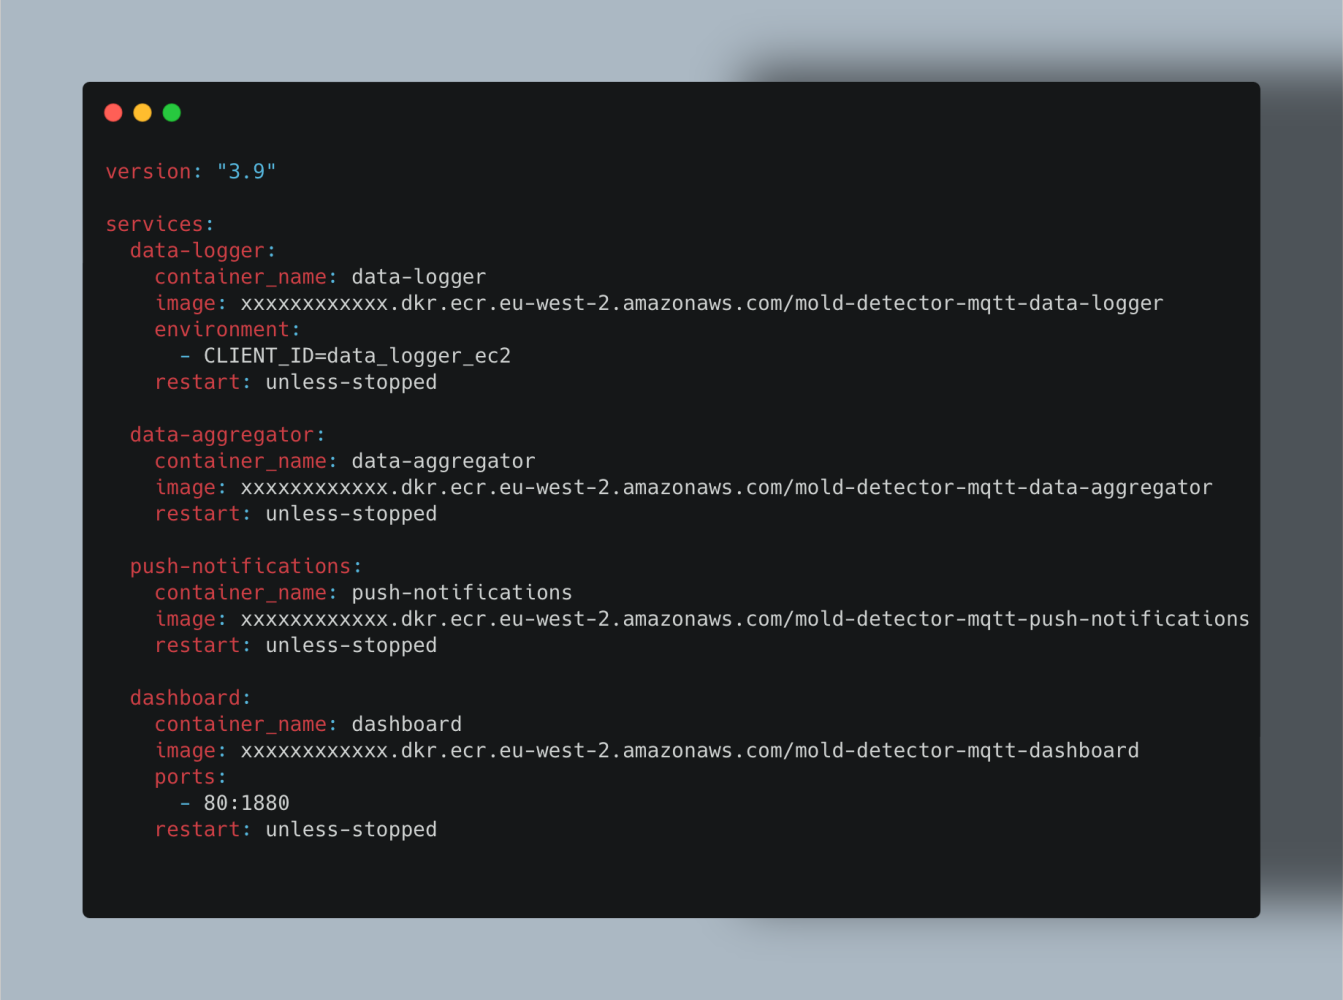 version: "3.9"

services:
  data-logger:
    container_name: data-logger
    image: xxxxxxxxxxxx.dkr.ecr.eu-west-2.amazonaws.com/mold-detector-mqtt-data-logger
    environment:
      - CLIENT_ID=data_logger_ec2
    restart: unless-stopped

  data-aggregator:
    container_name: data-aggregator
    image: xxxxxxxxxxxx.dkr.ecr.eu-west-2.amazonaws.com/mold-detector-mqtt-data-aggregator
    restart: unless-stopped

  push-notifications:
    container_name: push-notifications
    image: xxxxxxxxxxxx.dkr.ecr.eu-west-2.amazonaws.com/mold-detector-mqtt-push-notifications
    restart: unless-stopped

  dashboard:
    container_name: dashboard
    image: xxxxxxxxxxxx.dkr.ecr.eu-west-2.amazonaws.com/mold-detector-mqtt-dashboard
    ports:
      - 80:1880
    restart: unless-stopped